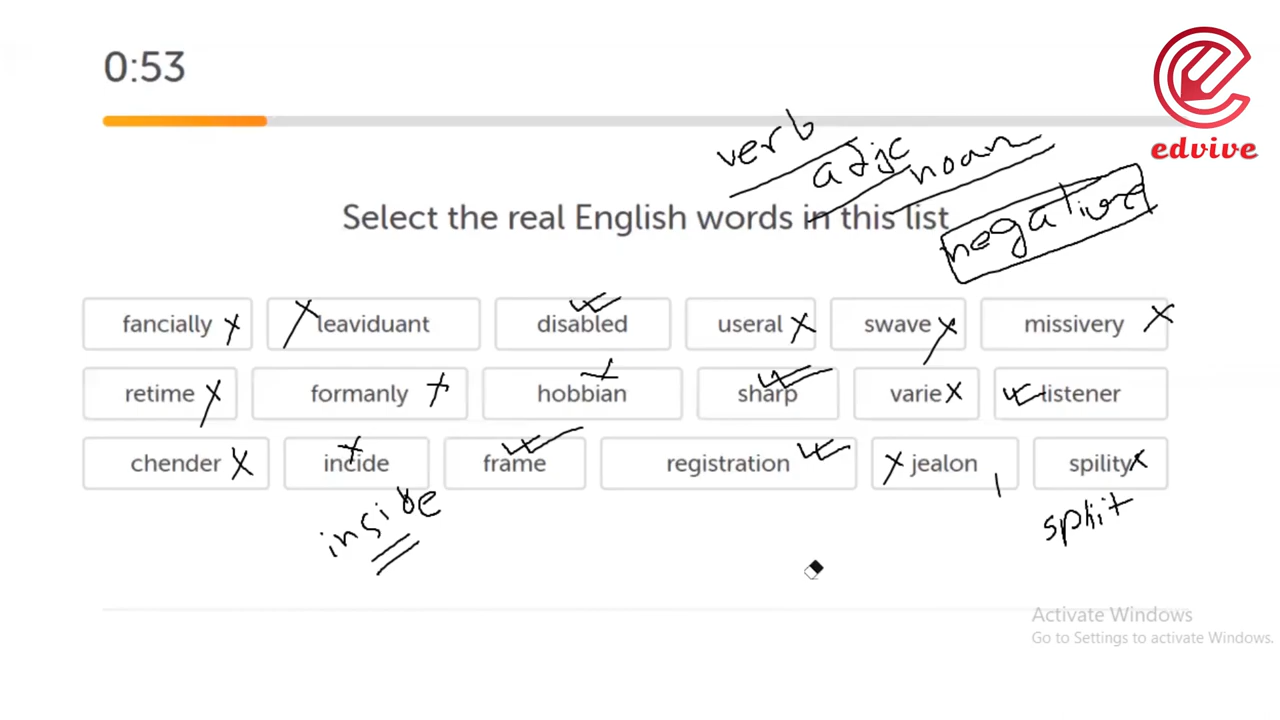 0:53
edvive
verb
adjc
noan
Select the real English words in this list
negative
fancially leaviduant disabled useral swave missivery
retime formanly hobbian sharp varie listener
chender incide frame registration jealon spility
inside
split
Activate Windows
Go to Settings to activate Windows.